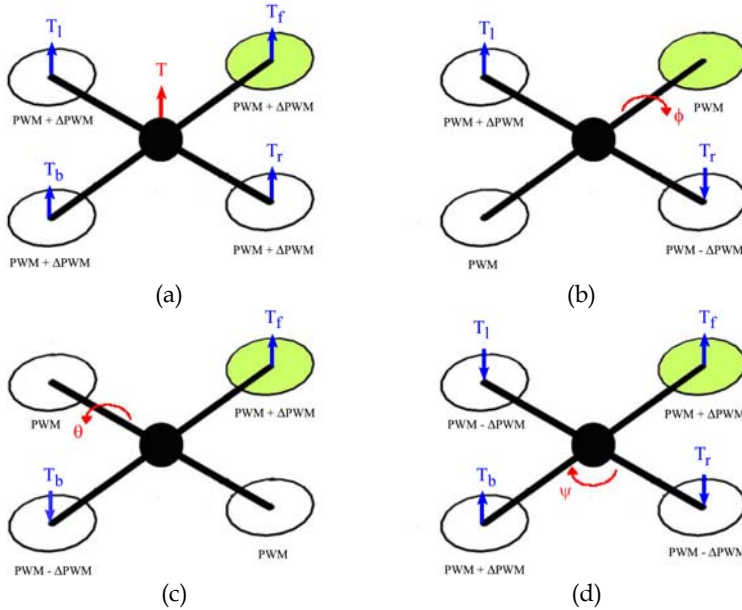 T_l
T_f
T
PWM + ΔPWM
PWM + ΔPWM
T_b
T_r
PWM + ΔPWM
PWM + ΔPWM
(a)
T_l
PWM
ϕ
PWM + ΔPWM
T_r
PWM
PWM - ΔPWM
(b)
T_f
PWM
PWM + ΔPWM
θ
T_b
PWM
PWM - ΔPWM
(c)
T_l
T_f
PWM - ΔPWM
PWM + ΔPWM
T_b
T_r
ψ
PWM + ΔPWM
PWM - ΔPWM
(d)